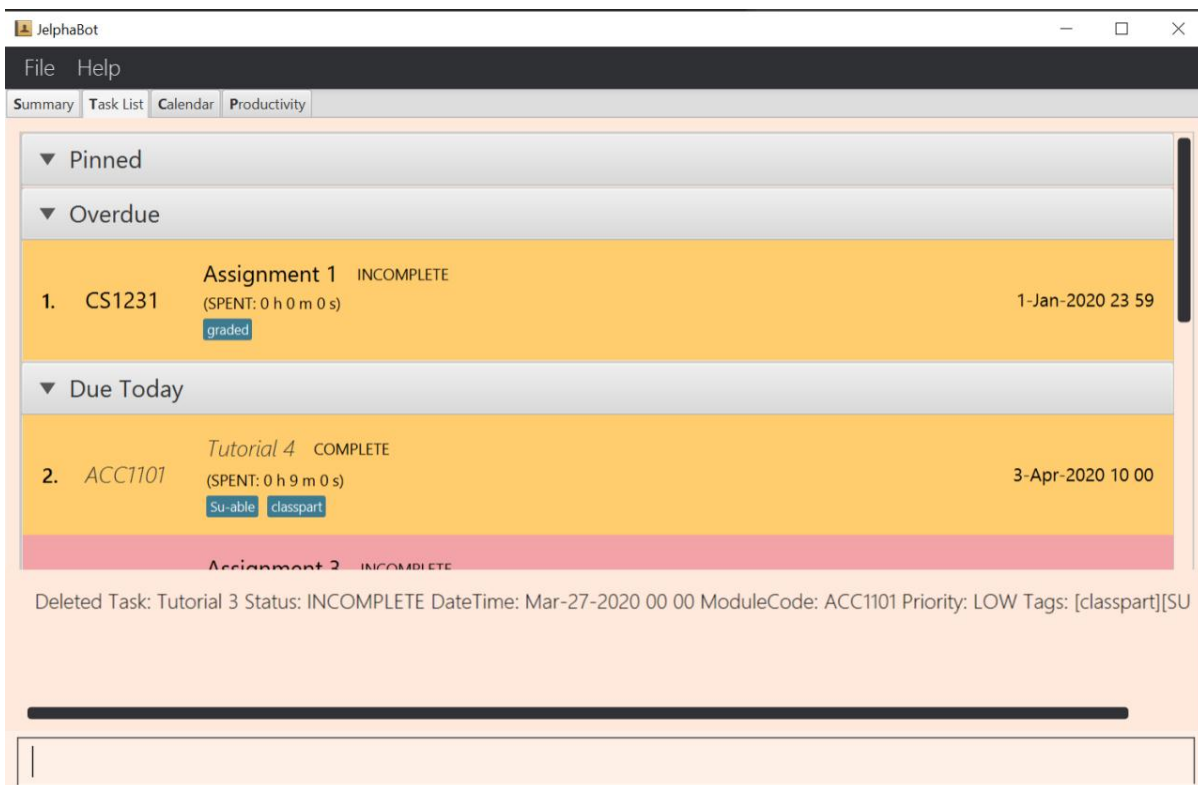 JelphaBot
File Help
Summary Task List Calendar Productivity
Pinned
Overdue
Assignment 1 INCOMPLETE
1. CS1231 (SPENT: 0 h 0 m 0 s) 1-Jan-2020 23 59
graded
Due Today
Tutorial 4 COMPLETE
2. ACC1101 (SPENT: 0 h 9 m 0 s) 3-Apr-2020 10 00
Su-able classpart
Assignment 3 INCOMPLETE
Deleted Task: Tutorial 3 Status: INCOMPLETE DateTime: Mar-27-2020 00 00 ModuleCode: ACC1101 Priority: LOW Tags: [classpart][SU